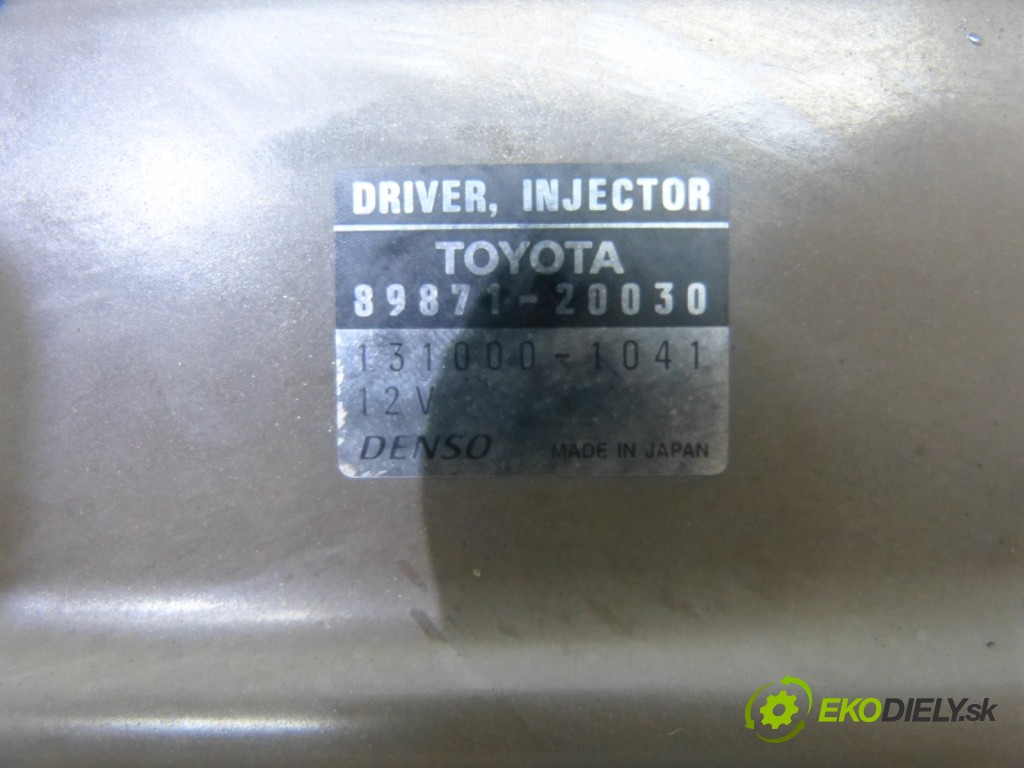 DRIVER, INJECTOR
TOYOTA
89871-20030
131000-1041
12V
DENSO MADE IN JAPAN
EKODIELY.sk